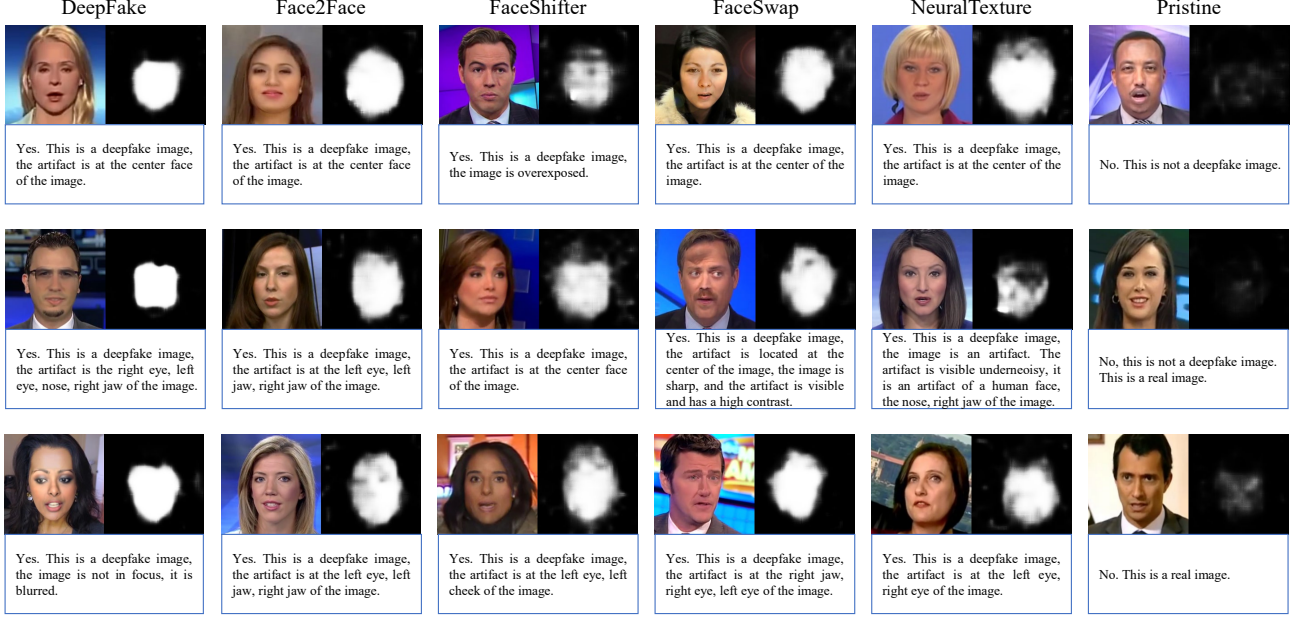 DeepFake
Face2Face
FaceShifter
FaceSwap
NeuralTexture
Pristine
Yes. This is a deepfake image,
the artifact is at the center face
of the image.
Yes. This is a deepfake image,
the artifact is at the center face
of the image.
Yes. This is a deepfake image,
the image is overexposed.
Yes. This is a deepfake image,
the artifact is at the center of the
image.
Yes. This is a deepfake image,
the artifact is at the center of the
image.
No. This is not a deepfake image.
Yes. This is a deepfake image,
the artifact is the right eye, left
eye, nose, right jaw of the image.
Yes. This is a deepfake image,
the artifact is at the left eye, left
jaw, right jaw of the image.
Yes. This is a deepfake image,
the artifact is at the center face
of the image.
Yes. This is a deepfake image,
the artifact is located at the
center of the image, the image is
sharp, and the artifact is visible
and has a high contrast.
Yes. This is a deepfake image,
the image is an artifact. The
artifact is visible underneoisy, it
is an artifact of a human face,
the nose, right jaw of the image.
No, this is not a deepfake image.
This is a real image.
Yes. This is a deepfake image,
the image is not in focus, it is
blurred.
Yes. This is a deepfake image,
the artifact is at the left eye, left
jaw, right jaw of the image.
Yes. This is a deepfake image,
the artifact is at the left eye, left
cheek of the image.
Yes. This is a deepfake image,
the artifact is at the right jaw,
right eye, left eye of the image.
Yes. This is a deepfake image,
the artifact is at the left eye,
right eye of the image.
No. This is a real image.